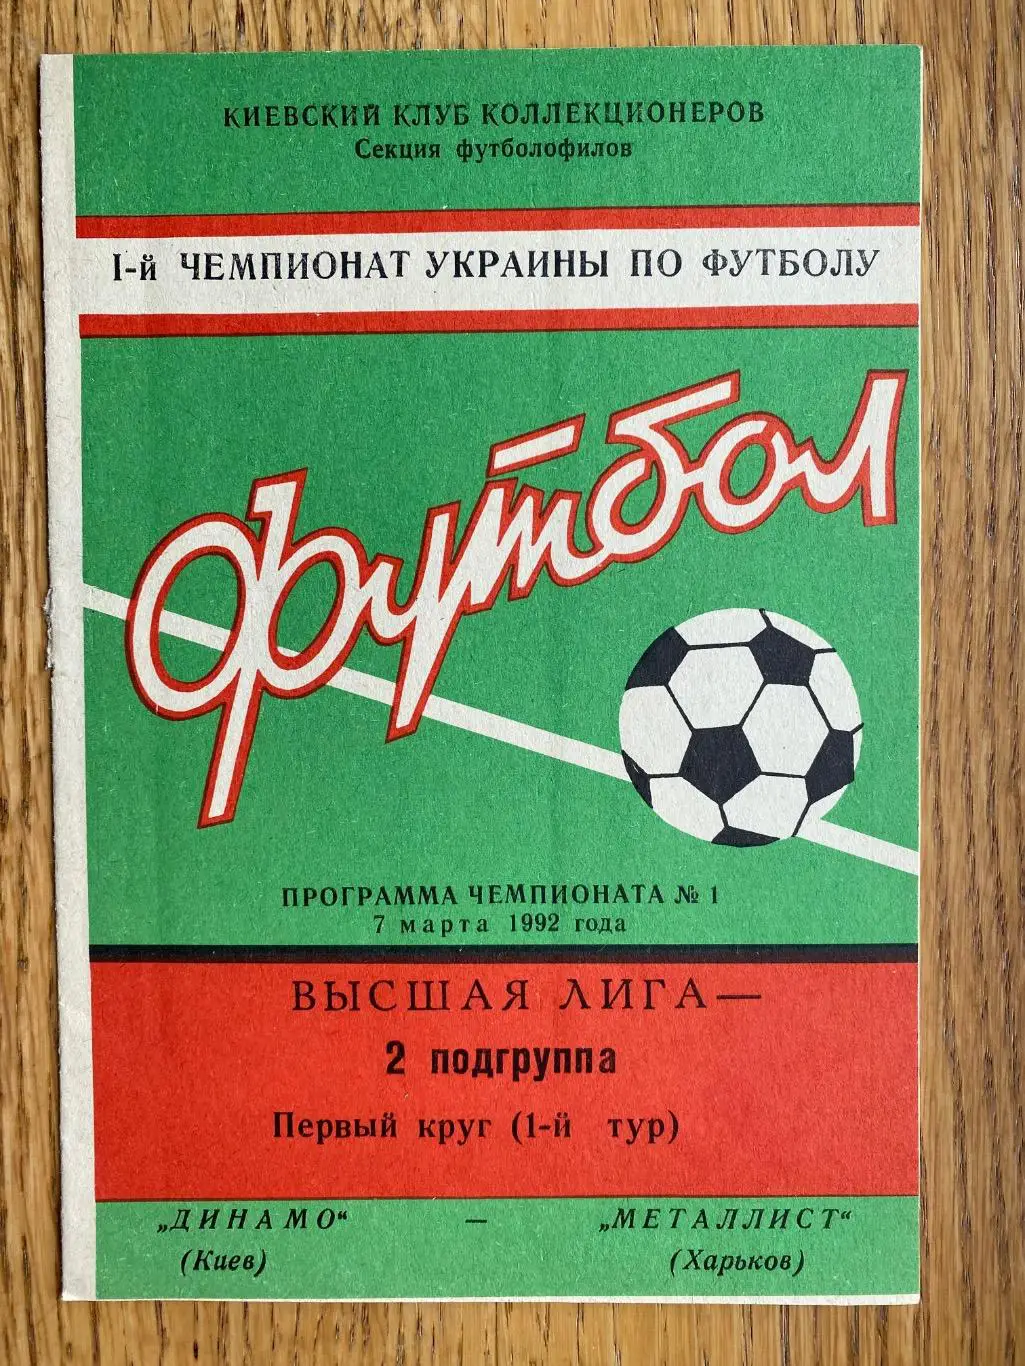 КИЕВСКИЙ КЛУБ КОЛЛЕКЦИОНЕРОВ
Секция футболофилов
I-й ЧЕМПИОНАТ УКРАИНЫ ПО ФУТБОЛУ
футбол
ПРОГРАММА ЧЕМПИОНАТА № 1
7 марта 1992 года
ВЫСШАЯ ЛИГА —
2 подгруппа
Первый круг (1-й тур)
„ДИНАМО“ — „МЕТАЛЛИСТ“
(Киев) (Харьков)